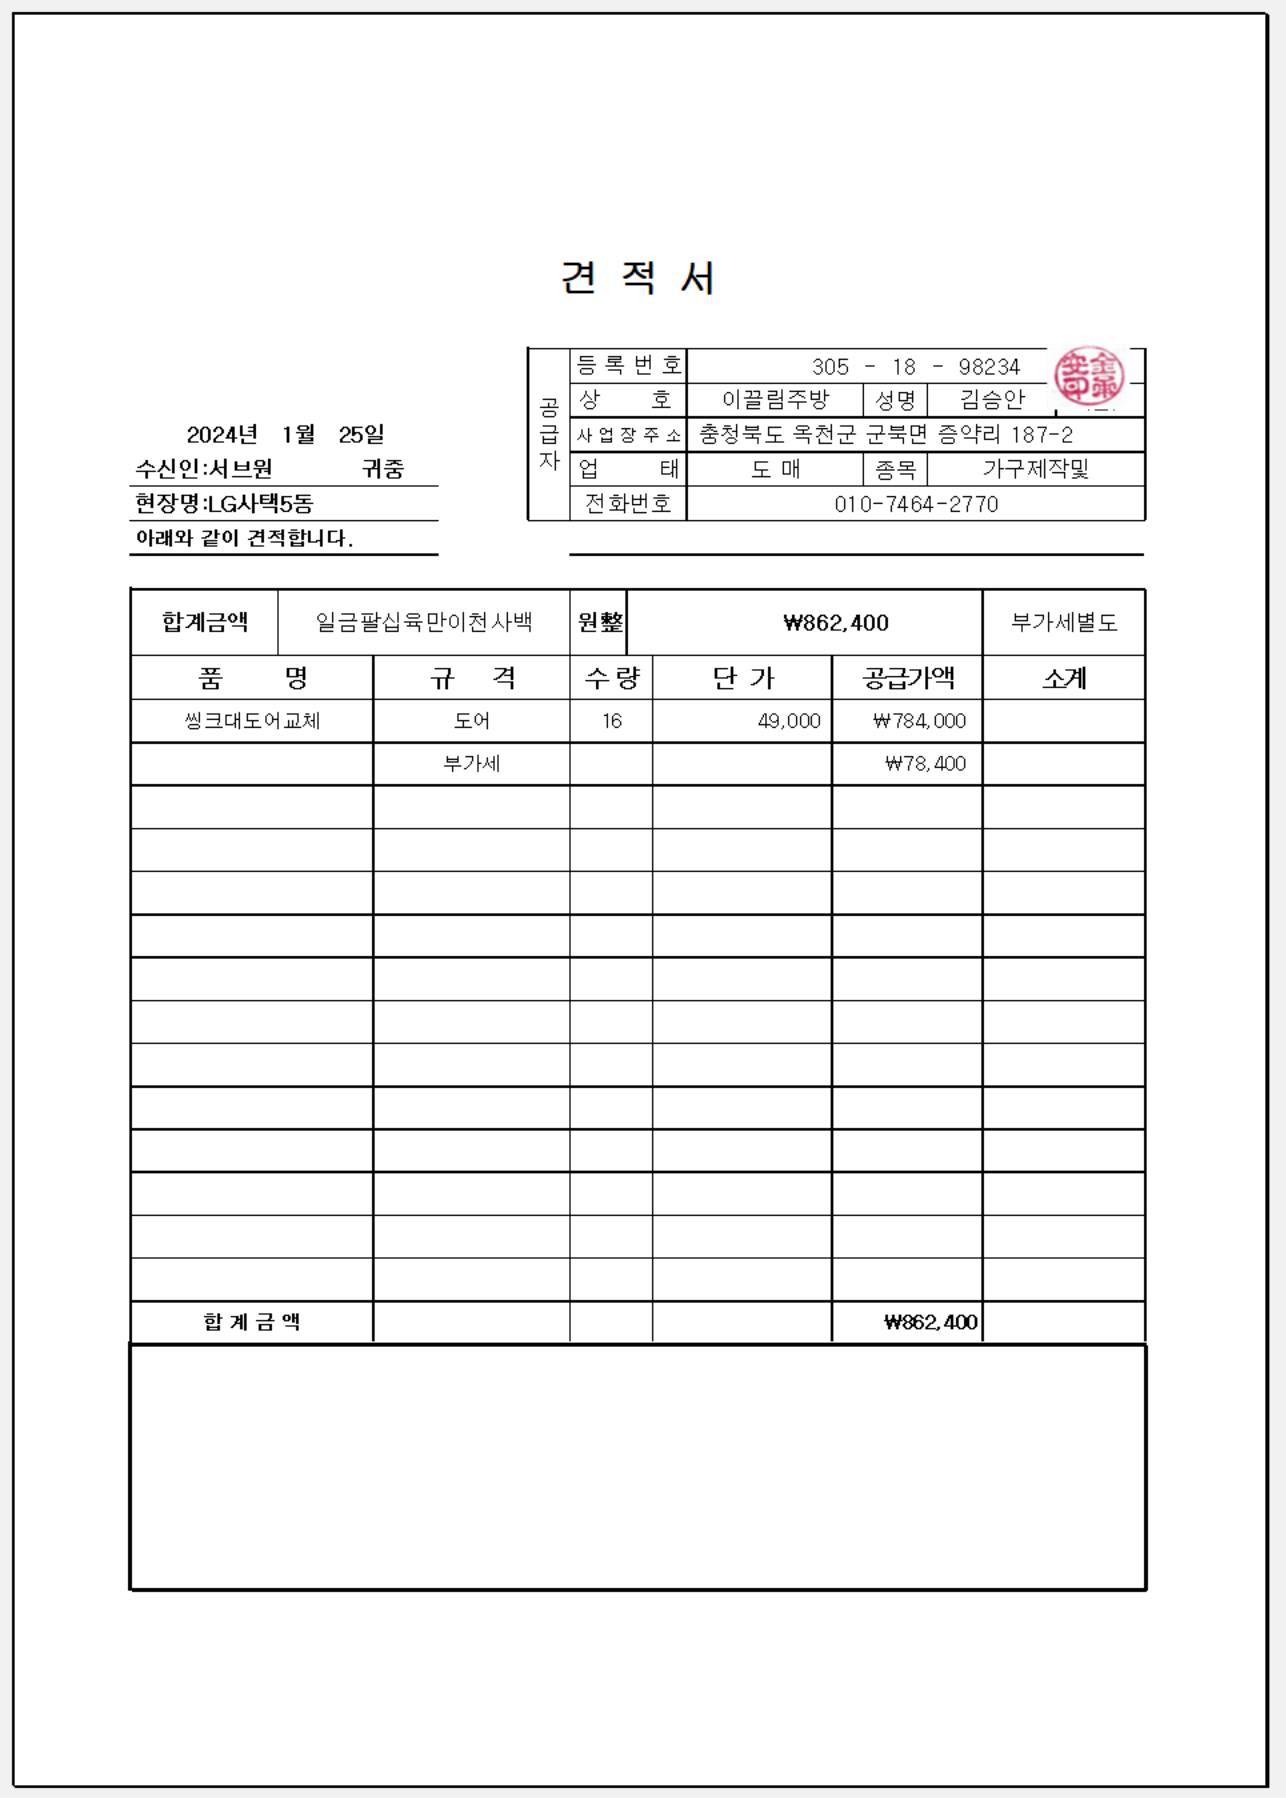 견 적 서
공급자
등 록 번 호 305 - 18 - 98234
상 호 이끌림주방 성명 김승안
사 업 장 주 소 충청북도 옥천군 군북면 증약리 187-2
업 태 도 매 종목 가구제작및
전화번호 010-7464-2770
2024년 1월 25일
수신인:서브원 귀중
현장명:LG사택5동
아래와 같이 견적합니다.
합계금액 일금팔십육만이천사백 원整 ₩862,400 부가세별도
품 명 규 격 수 량 단 가 공급가액 소계
씽크대도어교체 도어 16 49,000 ₩784,000
부가세 ₩78,400
합 계 금 액 ₩862,400